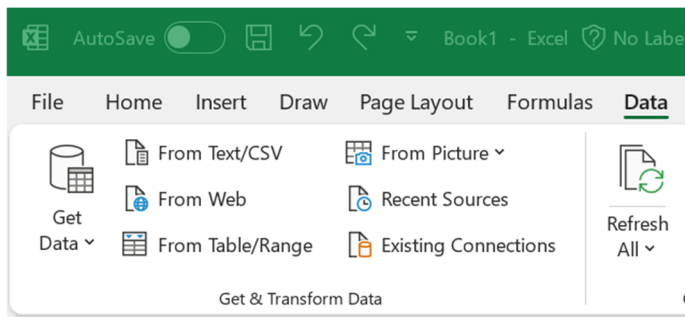 AutoSave Book1 - Excel No Labe
File Home Insert Draw Page Layout Formulas Data
Get Data
From Text/CSV
From Web
From Table/Range
From Picture
Recent Sources
Existing Connections
Refresh All
Get & Transform Data